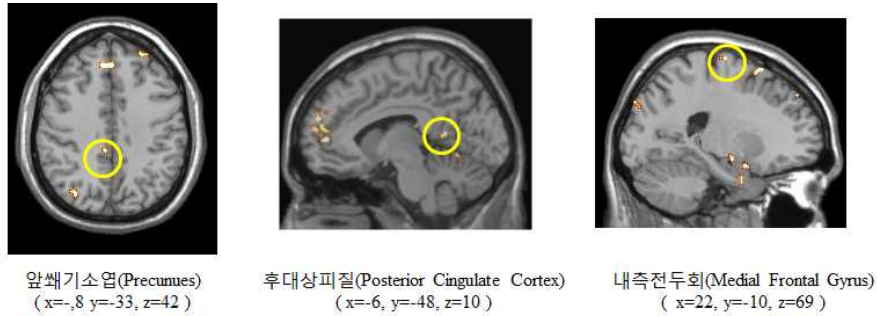 앞쐐기소엽(Precunues)
( x=-,8 y=-33, z=42 )
후대상피질(Posterior Cingulate Cortex)
( x=-6, y=-48, z=10 )
내측전두회(Medial Frontal Gyrus)
( x=22, y=-10, z=69 )